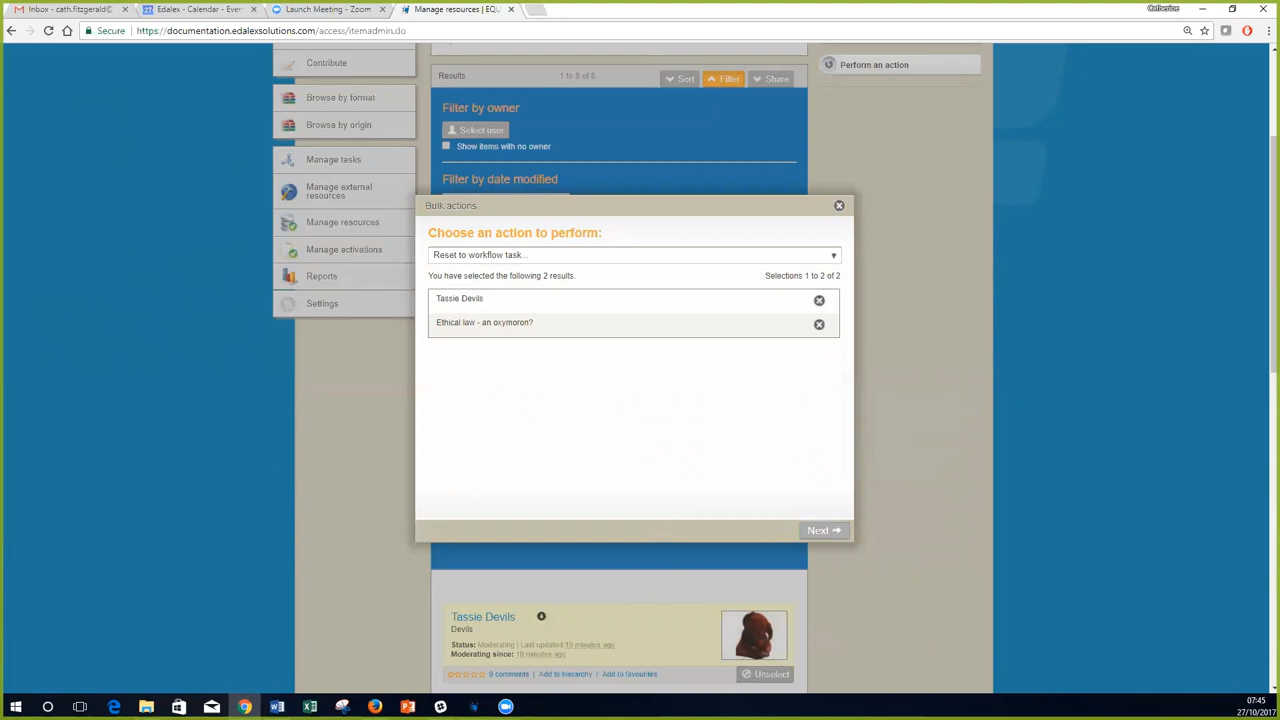 Inbox - cath.fitzgerald@
Edalex - Calendar - Even
Launch Meeting - Zoom
Manage resources | EQU
Catherine
Secure
https://documentation.edalexsolutions.com/access/itemadmin.do
Contribute
Browse by format
Browse by origin
Manage tasks
Manage external
resources
Manage resources
Manage activations
Reports
Settings
Results
1 to 8 of 8
Sort
Filter
Share
Perform an action
Filter by owner
Select user
Show items with no owner
Filter by date modified
Bulk actions
Choose an action to perform:
Reset to workflow task...
You have selected the following 2 results.
Selections 1 to 2 of 2
Tassie Devils
Ethical law - an oxymoron?
Next
Tassie Devils
Devils
Status: Moderating | Last updated: 19 minutes ago
Moderating since: 19 minutes ago
0 comments | Add to hierarchy | Add to favourites
Unselect
07:45
27/10/2017